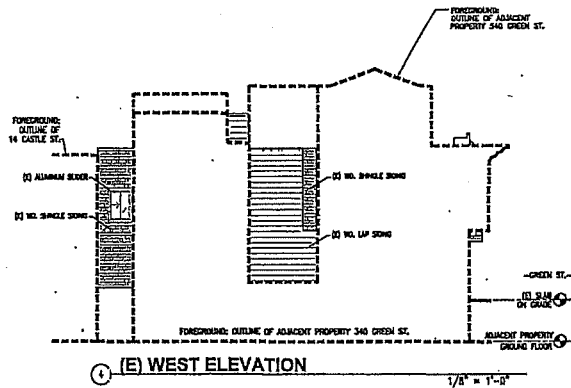 FOREGROUND:
OUTLINE OF ADJACENT
PROPERTY 340 GREEN ST.
FOREGROUND:
OUTLINE OF
14 CASTLE ST.
(E) ALUMINUM SLIDER
(E) WD. SHINGLE SIDING
(E) WD. SHINGLE SIDING
(E) WD. LAP SIDING
GREEN ST.
(E) SLAB
ON GRADE
ADJACENT PROPERTY
GROUND FLOOR
FOREGROUND: OUTLINE OF ADJACENT PROPERTY 340 GREEN ST.
1 (E) WEST ELEVATION
1/8" = 1'-0"